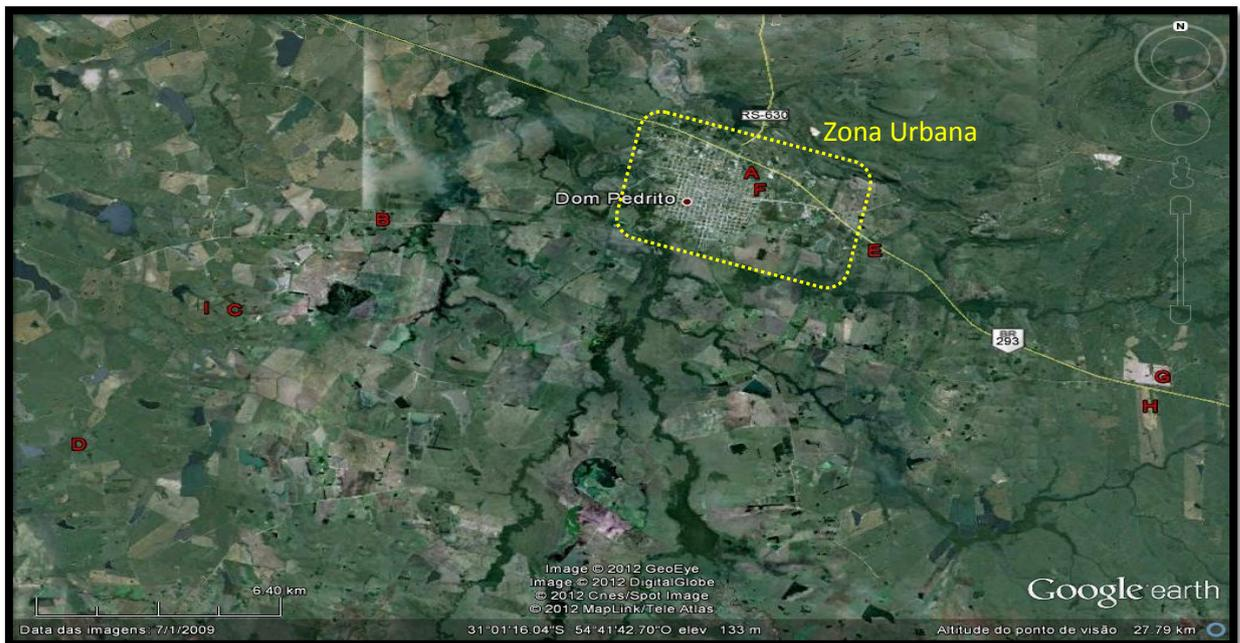 N
RS-630
Zona Urbana
A
F
Dom Pedrito
B
E
I C
BR
293
G
H
D
Image © 2012 GeoEye
Image © 2012 DigitalGlobe
© 2012 Cnes/Spot Image
© 2012 MapLink/Tele Atlas
6.40 km
Google earth
Data das imagens: 7/1/2009 31°01'16.04"S 54°41'42.70"O elev 133 m Altitude do ponto de visão 27.79 km